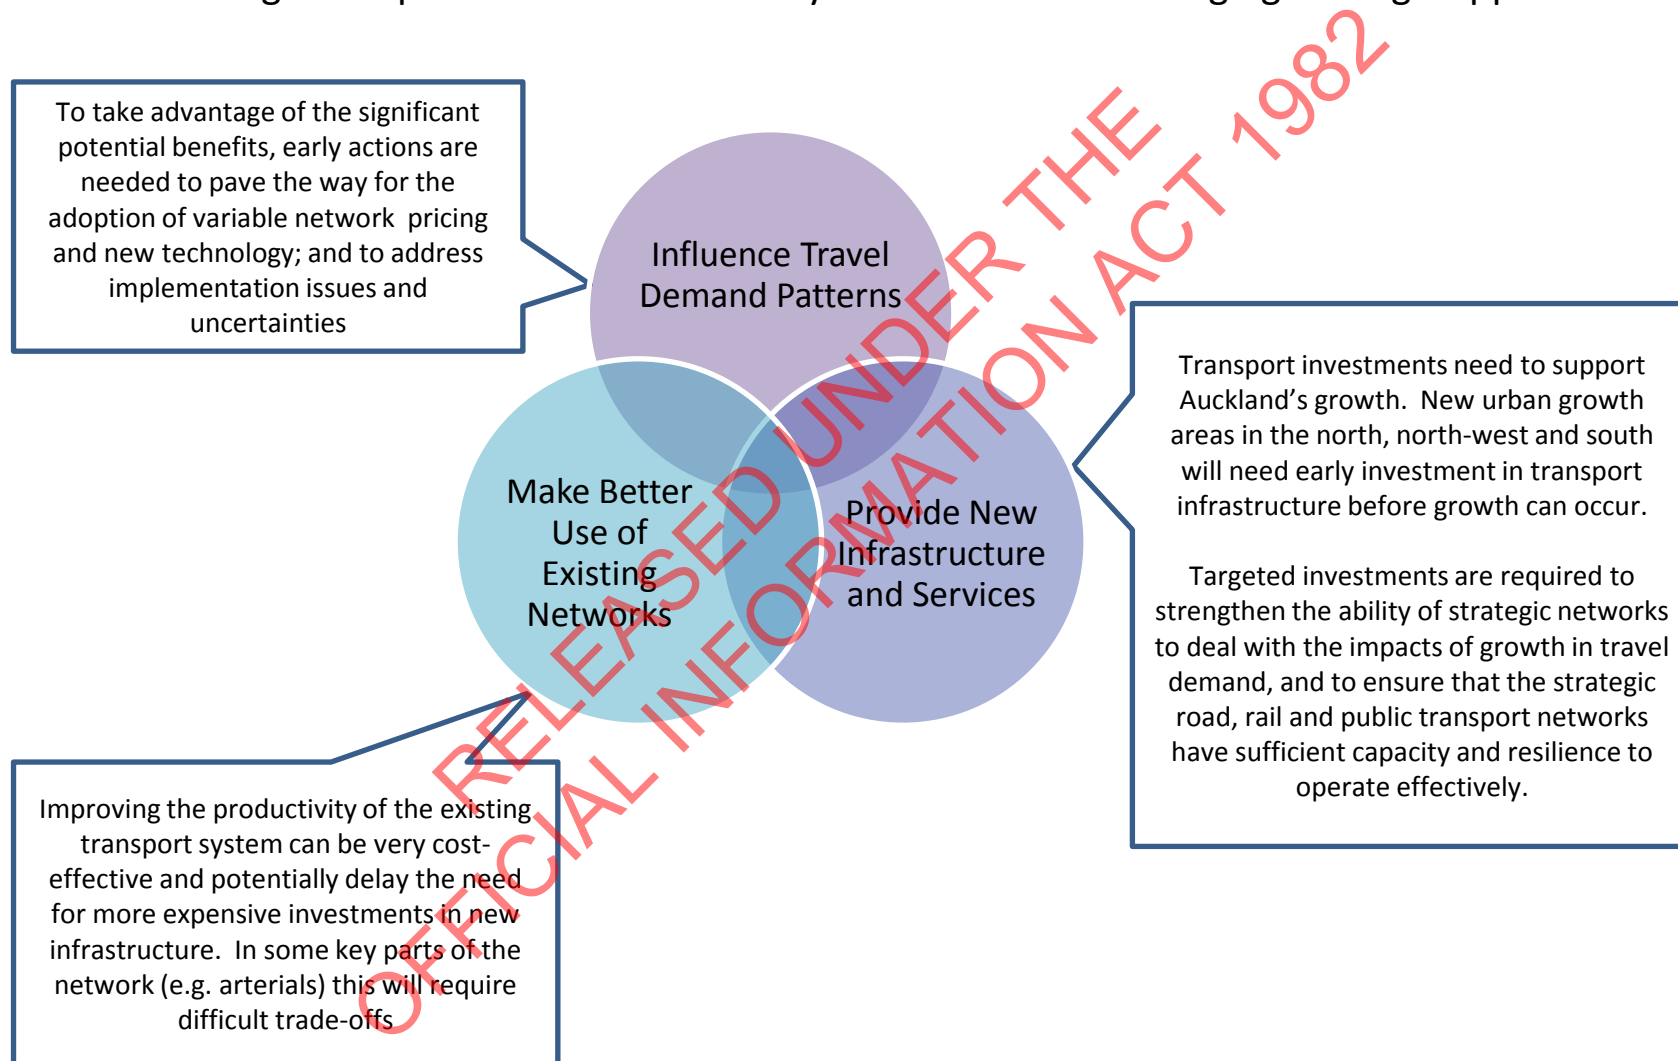 To take advantage of the significant
potential benefits, early actions are
needed to pave the way for the
adoption of variable network pricing
and new technology; and to address
implementation issues and
uncertainties
Influence Travel
Demand Patterns
Make Better
Use of
Existing
Networks
Provide New
Infrastructure
and Services
Transport investments need to support
Auckland’s growth. New urban growth
areas in the north, north-west and south
will need early investment in transport
infrastructure before growth can occur.
Targeted investments are required to
strengthen the ability of strategic networks
to deal with the impacts of growth in travel
demand, and to ensure that the strategic
road, rail and public transport networks
have sufficient capacity and resilience to
operate effectively.
Improving the productivity of the existing
transport system can be very cost-
effective and potentially delay the need
for more expensive investments in new
infrastructure. In some key parts of the
network (e.g. arterials) this will require
difficult trade-offs
RELEASED UNDER THE
OFFICIAL INFORMATION ACT 1982